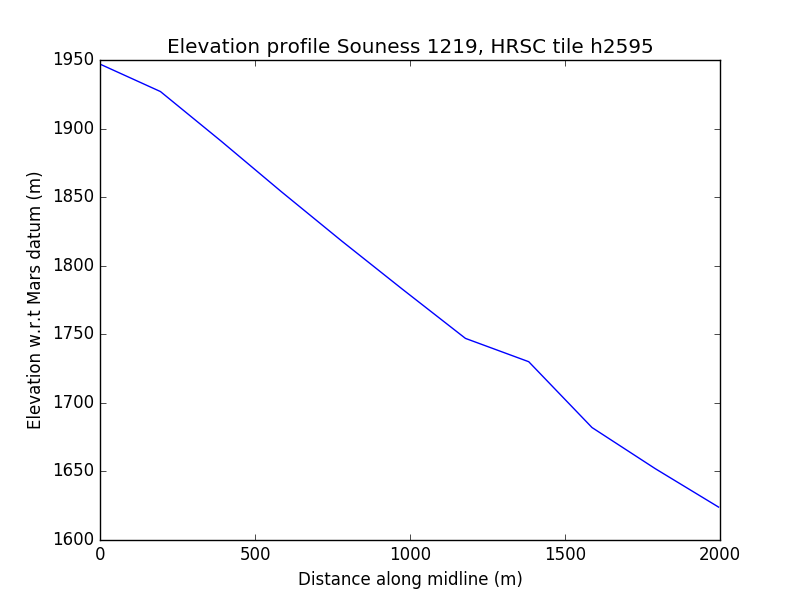 Elevation profile Souness 1219, HRSC tile h2595
Elevation w.r.t Mars datum (m)
1950
1900
1850
1800
1750
1700
1650
1600
0 500 1000 1500 2000
Distance along midline (m)